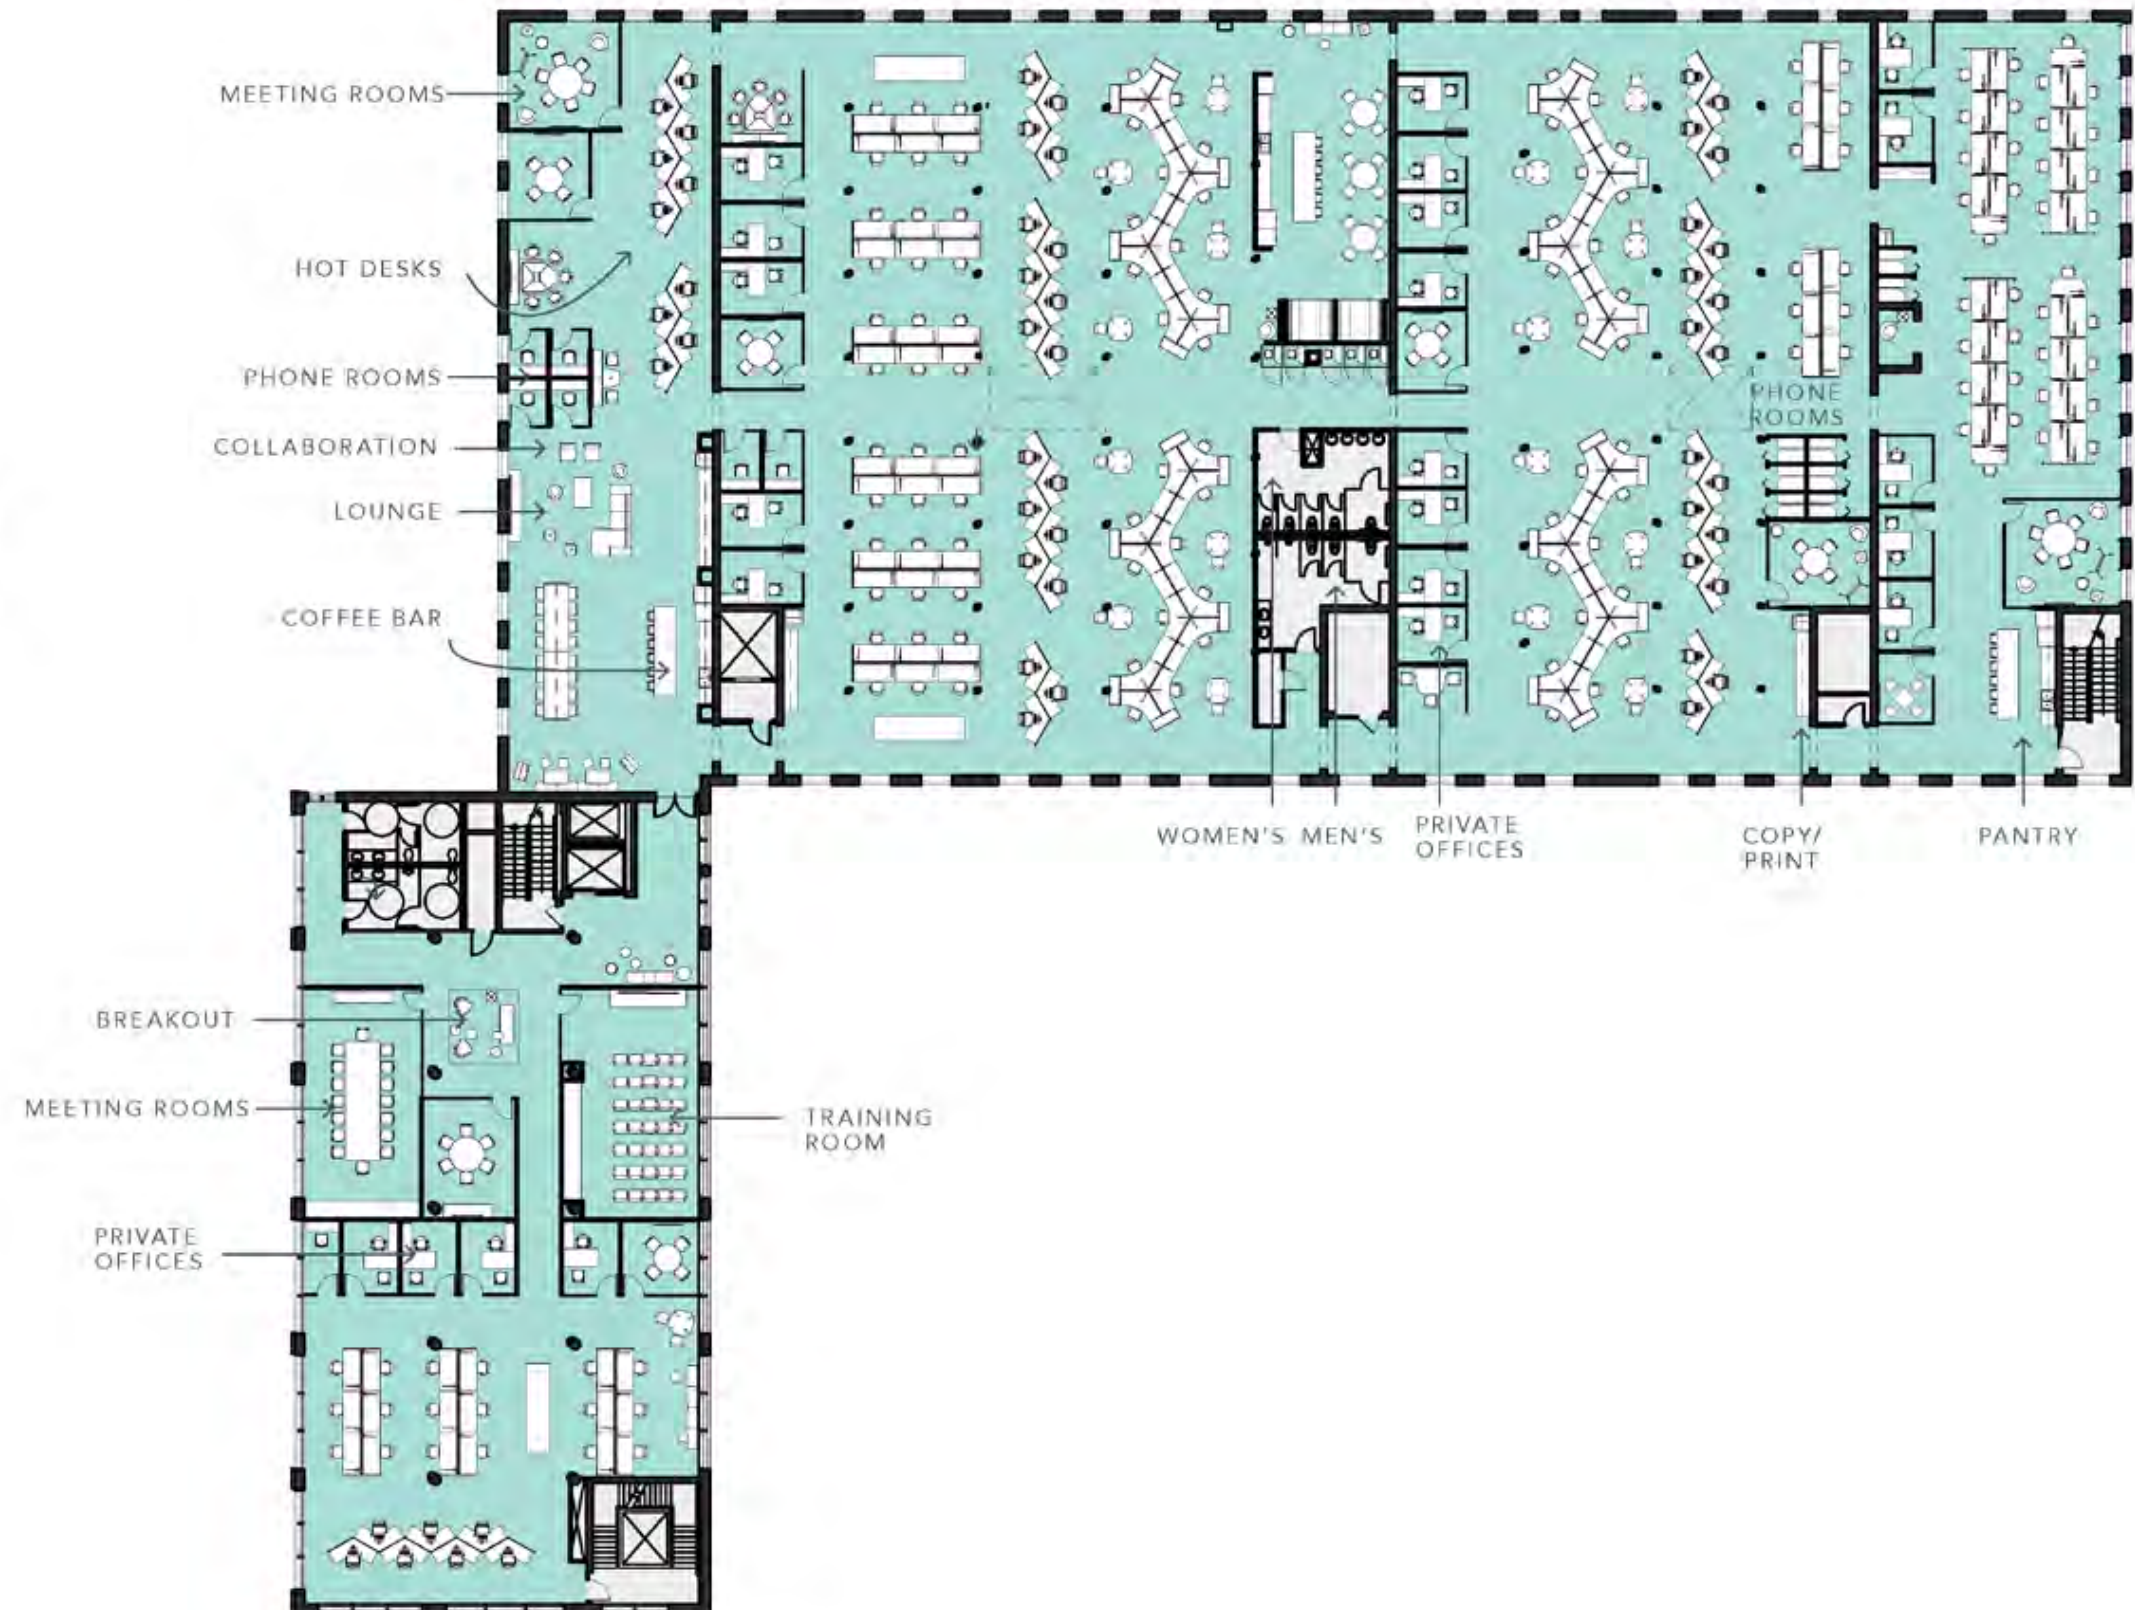 MEETING ROOMS
HOT DESKS
PHONE ROOMS
PHONE
ROOMS
COLLABORATION
LOUNGE
COFFEE BAR
WOMEN'S
MEN'S
PRIVATE
OFFICES
COPY/
PRINT
PANTRY
BREAKOUT
MEETING ROOMS
TRAINING
ROOM
PRIVATE
OFFICES